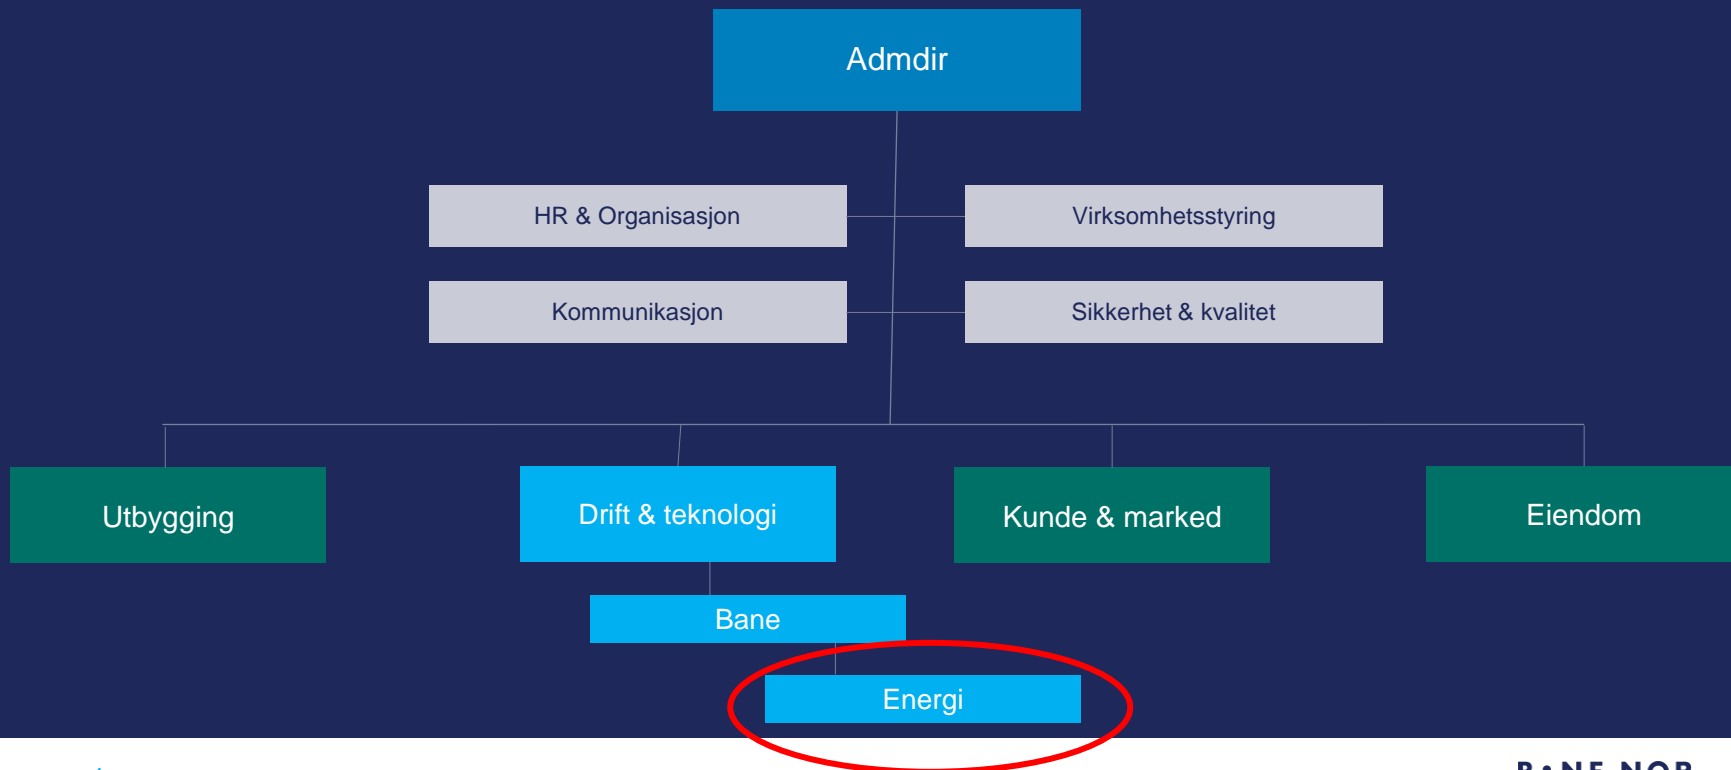 Admdir
HR & Organisasjon
Virksomhetsstyring
Kommunikasjon
Sikkerhet & kvalitet
Utbygging
Drift & teknologi
Kunde & marked
Eiendom
Bane
Energi